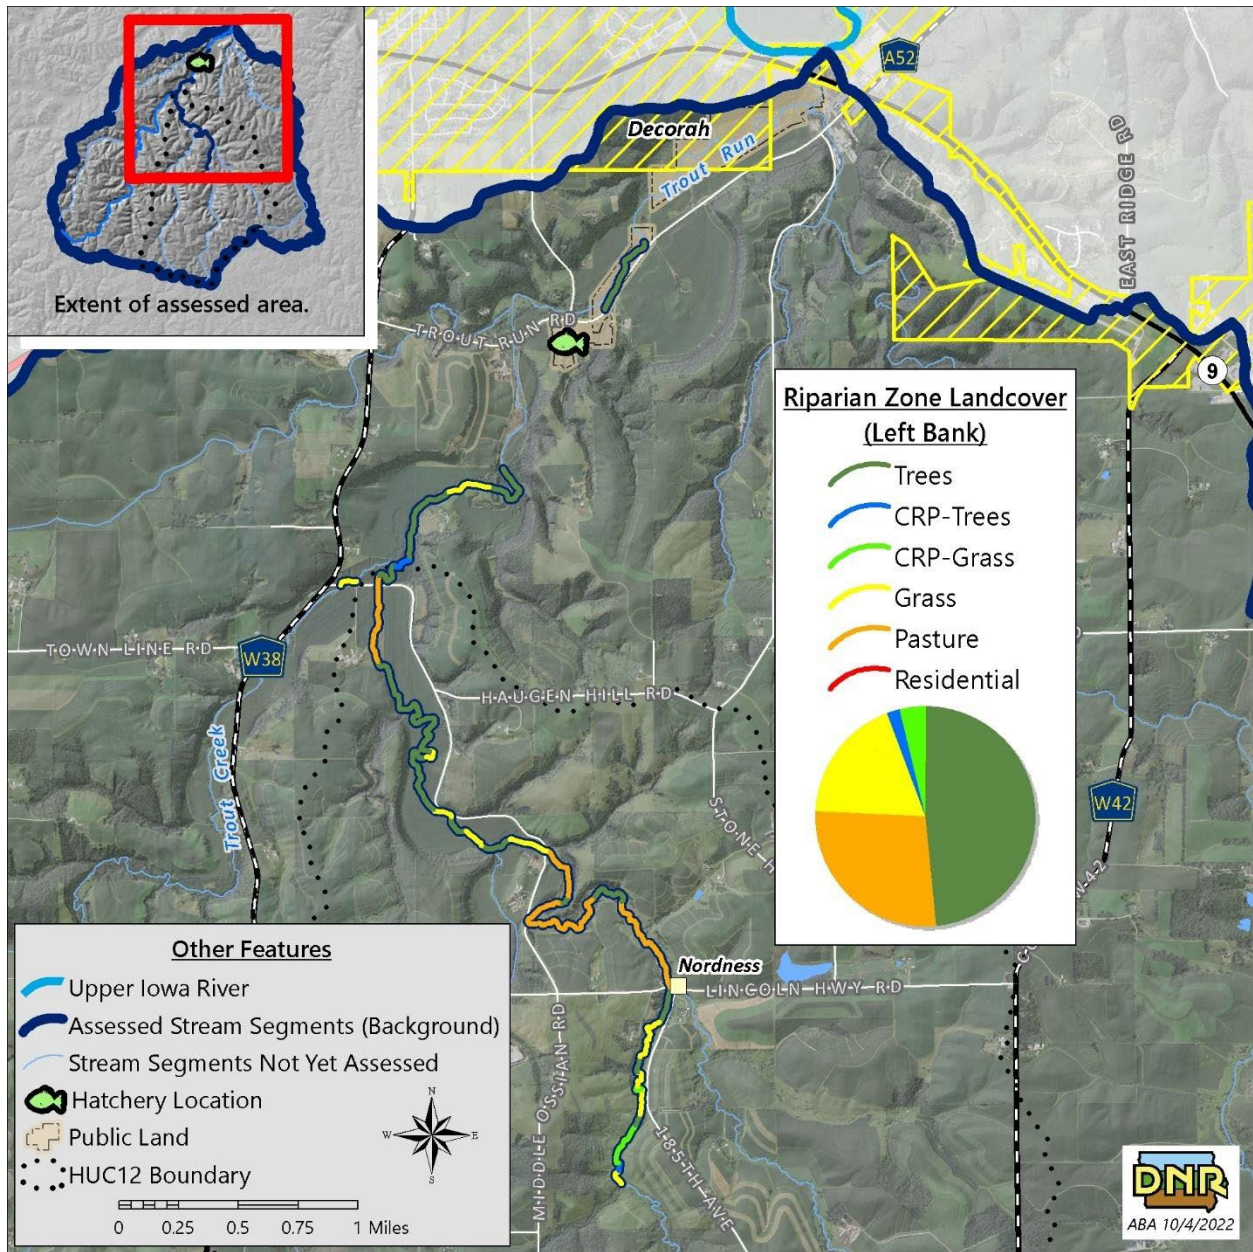 Extent of assessed area.
A52
Decorah
Trout Run
EAST RIDGE RD
TROUT RUN RD
9
Riparian Zone Landcover
(Left Bank)
Trees
CRP-Trees
CRP-Grass
Grass
Pasture
Residential
TOWN LINE RD
W38
HAUGEN HILL RD
Trout Creek
STONE H
W42
W-4-2
Nordness
LINCOLN HWY RD
MIDDLE OSSIAN RD
185TH AVE
Other Features
Upper Iowa River
Assessed Stream Segments (Background)
Stream Segments Not Yet Assessed
Hatchery Location
Public Land
HUC12 Boundary
N
W
E
S
0 0.25 0.5 0.75 1 Miles
DNR
ABA 10/4/2022